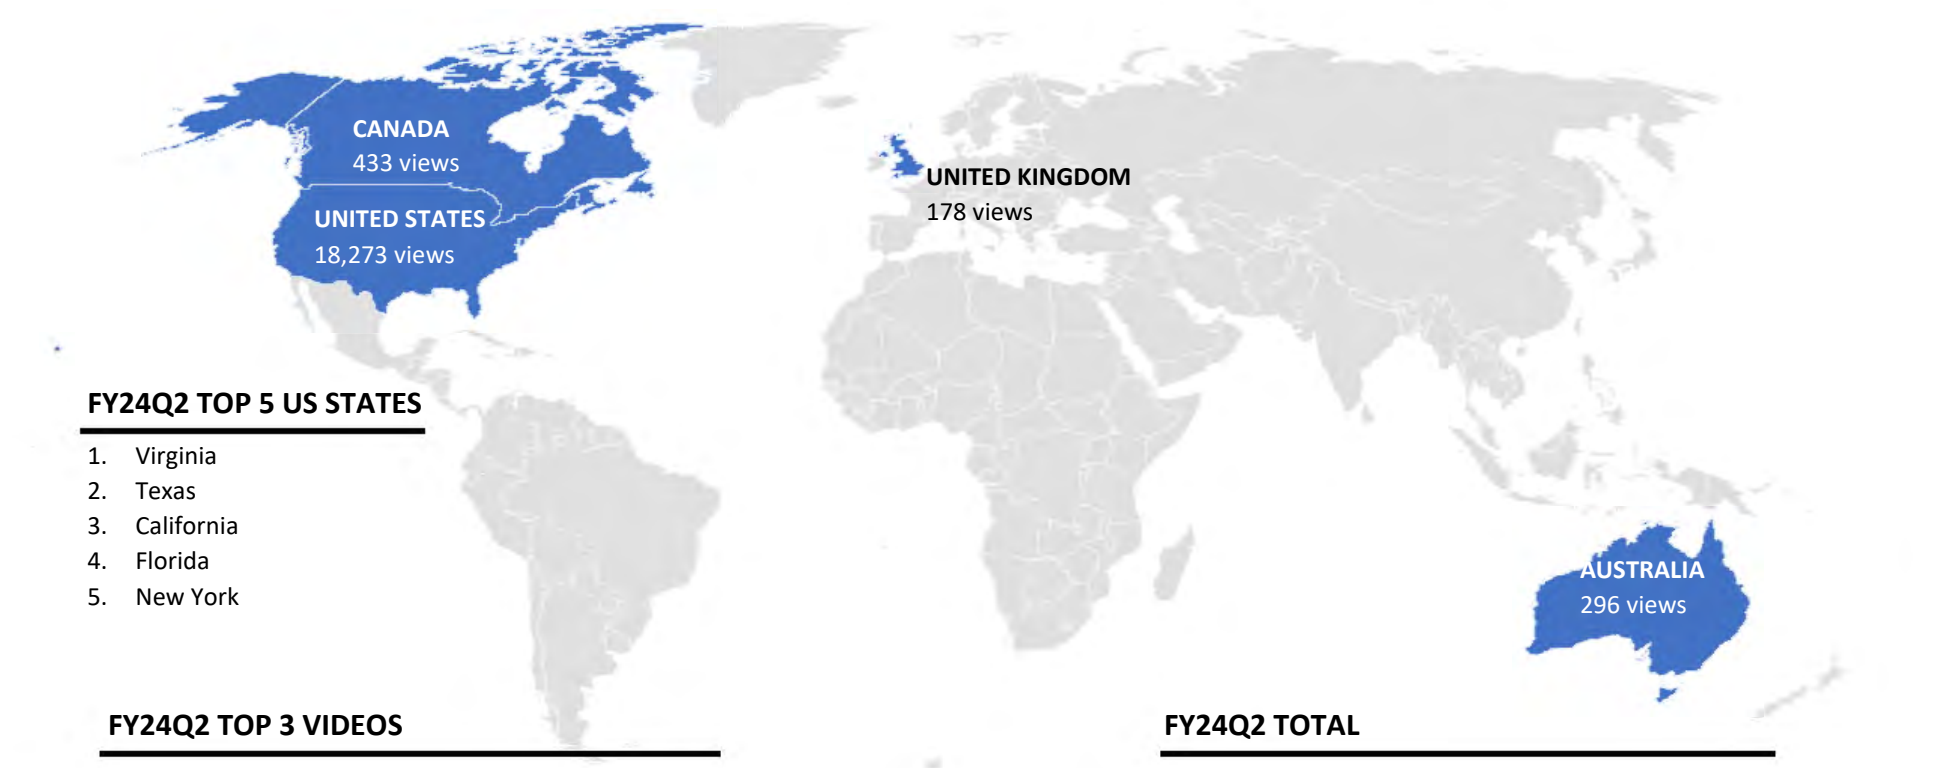 CANADA
433 views
UNITED STATES
18,273 views
UNITED KINGDOM
178 views
FY24Q2 TOP 5 US STATES
1. Virginia
2. Texas
3. California
4. Florida
5. New York
AUSTRALIA
296 views
FY24Q2 TOP 3 VIDEOS
FY24Q2 TOTAL